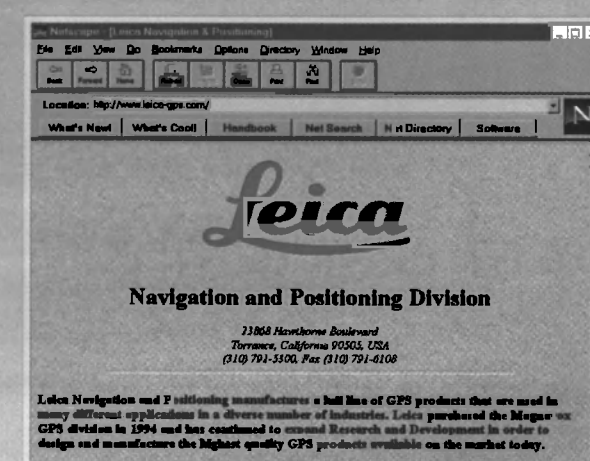 Netscape - [Leica Navigation & Positioning]
File Edit View Go Bookmarks Options Directory Window Help
Back Forward Home Reload Open Print Find
Location: http://www.leica-gps.com/
What's New! What's Cool! Handbook Net Search Net Directory Software
N
Leica
Navigation and Positioning Division
23868 Hawthorne Boulevard
Torrance, California 90505, USA
(310) 791-5300, Fax (310) 791-6108
Leica Navigation and Positioning manufactures a full line of GPS products that are used in
many different applications in a diverse number of industries. Leica purchased the Magnavox
GPS division in 1994 and has continued to expand Research and Development in order to
design and manufacture the highest quality GPS products available on the market today.